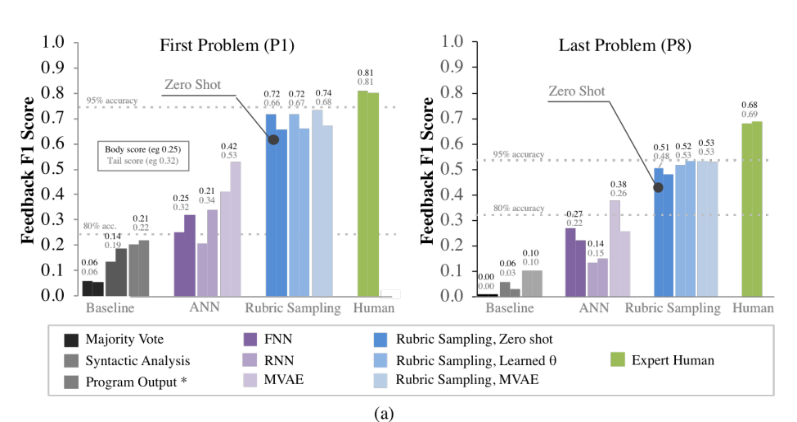 First Problem (P1)
Feedback F1 Score
1.0
0.9
0.8
0.7
0.6
0.5
0.4
0.3
0.2
0.1
0.0
Zero Shot
95% accuracy
80% acc.
Body score (eg 0.25)
Tail score (eg 0.32)
0.06
0.06
0.14
0.19
0.21
0.22
0.25
0.32
0.21
0.34
0.42
0.53
0.72
0.66
0.72
0.67
0.74
0.68
0.81
0.81
Baseline ANN Rubric Sampling Human
Last Problem (P8)
Feedback F1 Score
1.0
0.9
0.8
0.7
0.6
0.5
0.4
0.3
0.2
0.1
0.0
Zero Shot
95% accuracy
80% accuracy
0.00
0.00
0.06
0.03
0.10
0.10
0.27
0.22
0.14
0.15
0.38
0.26
0.51
0.48
0.52
0.53
0.53
0.53
0.68
0.69
Baseline ANN Rubric Sampling Human
Majority Vote
Syntactic Analysis
Program Output *
FNN
RNN
MVAE
Rubric Sampling, Zero shot
Rubric Sampling, Learned θ
Rubric Sampling, MVAE
Expert Human
(a)